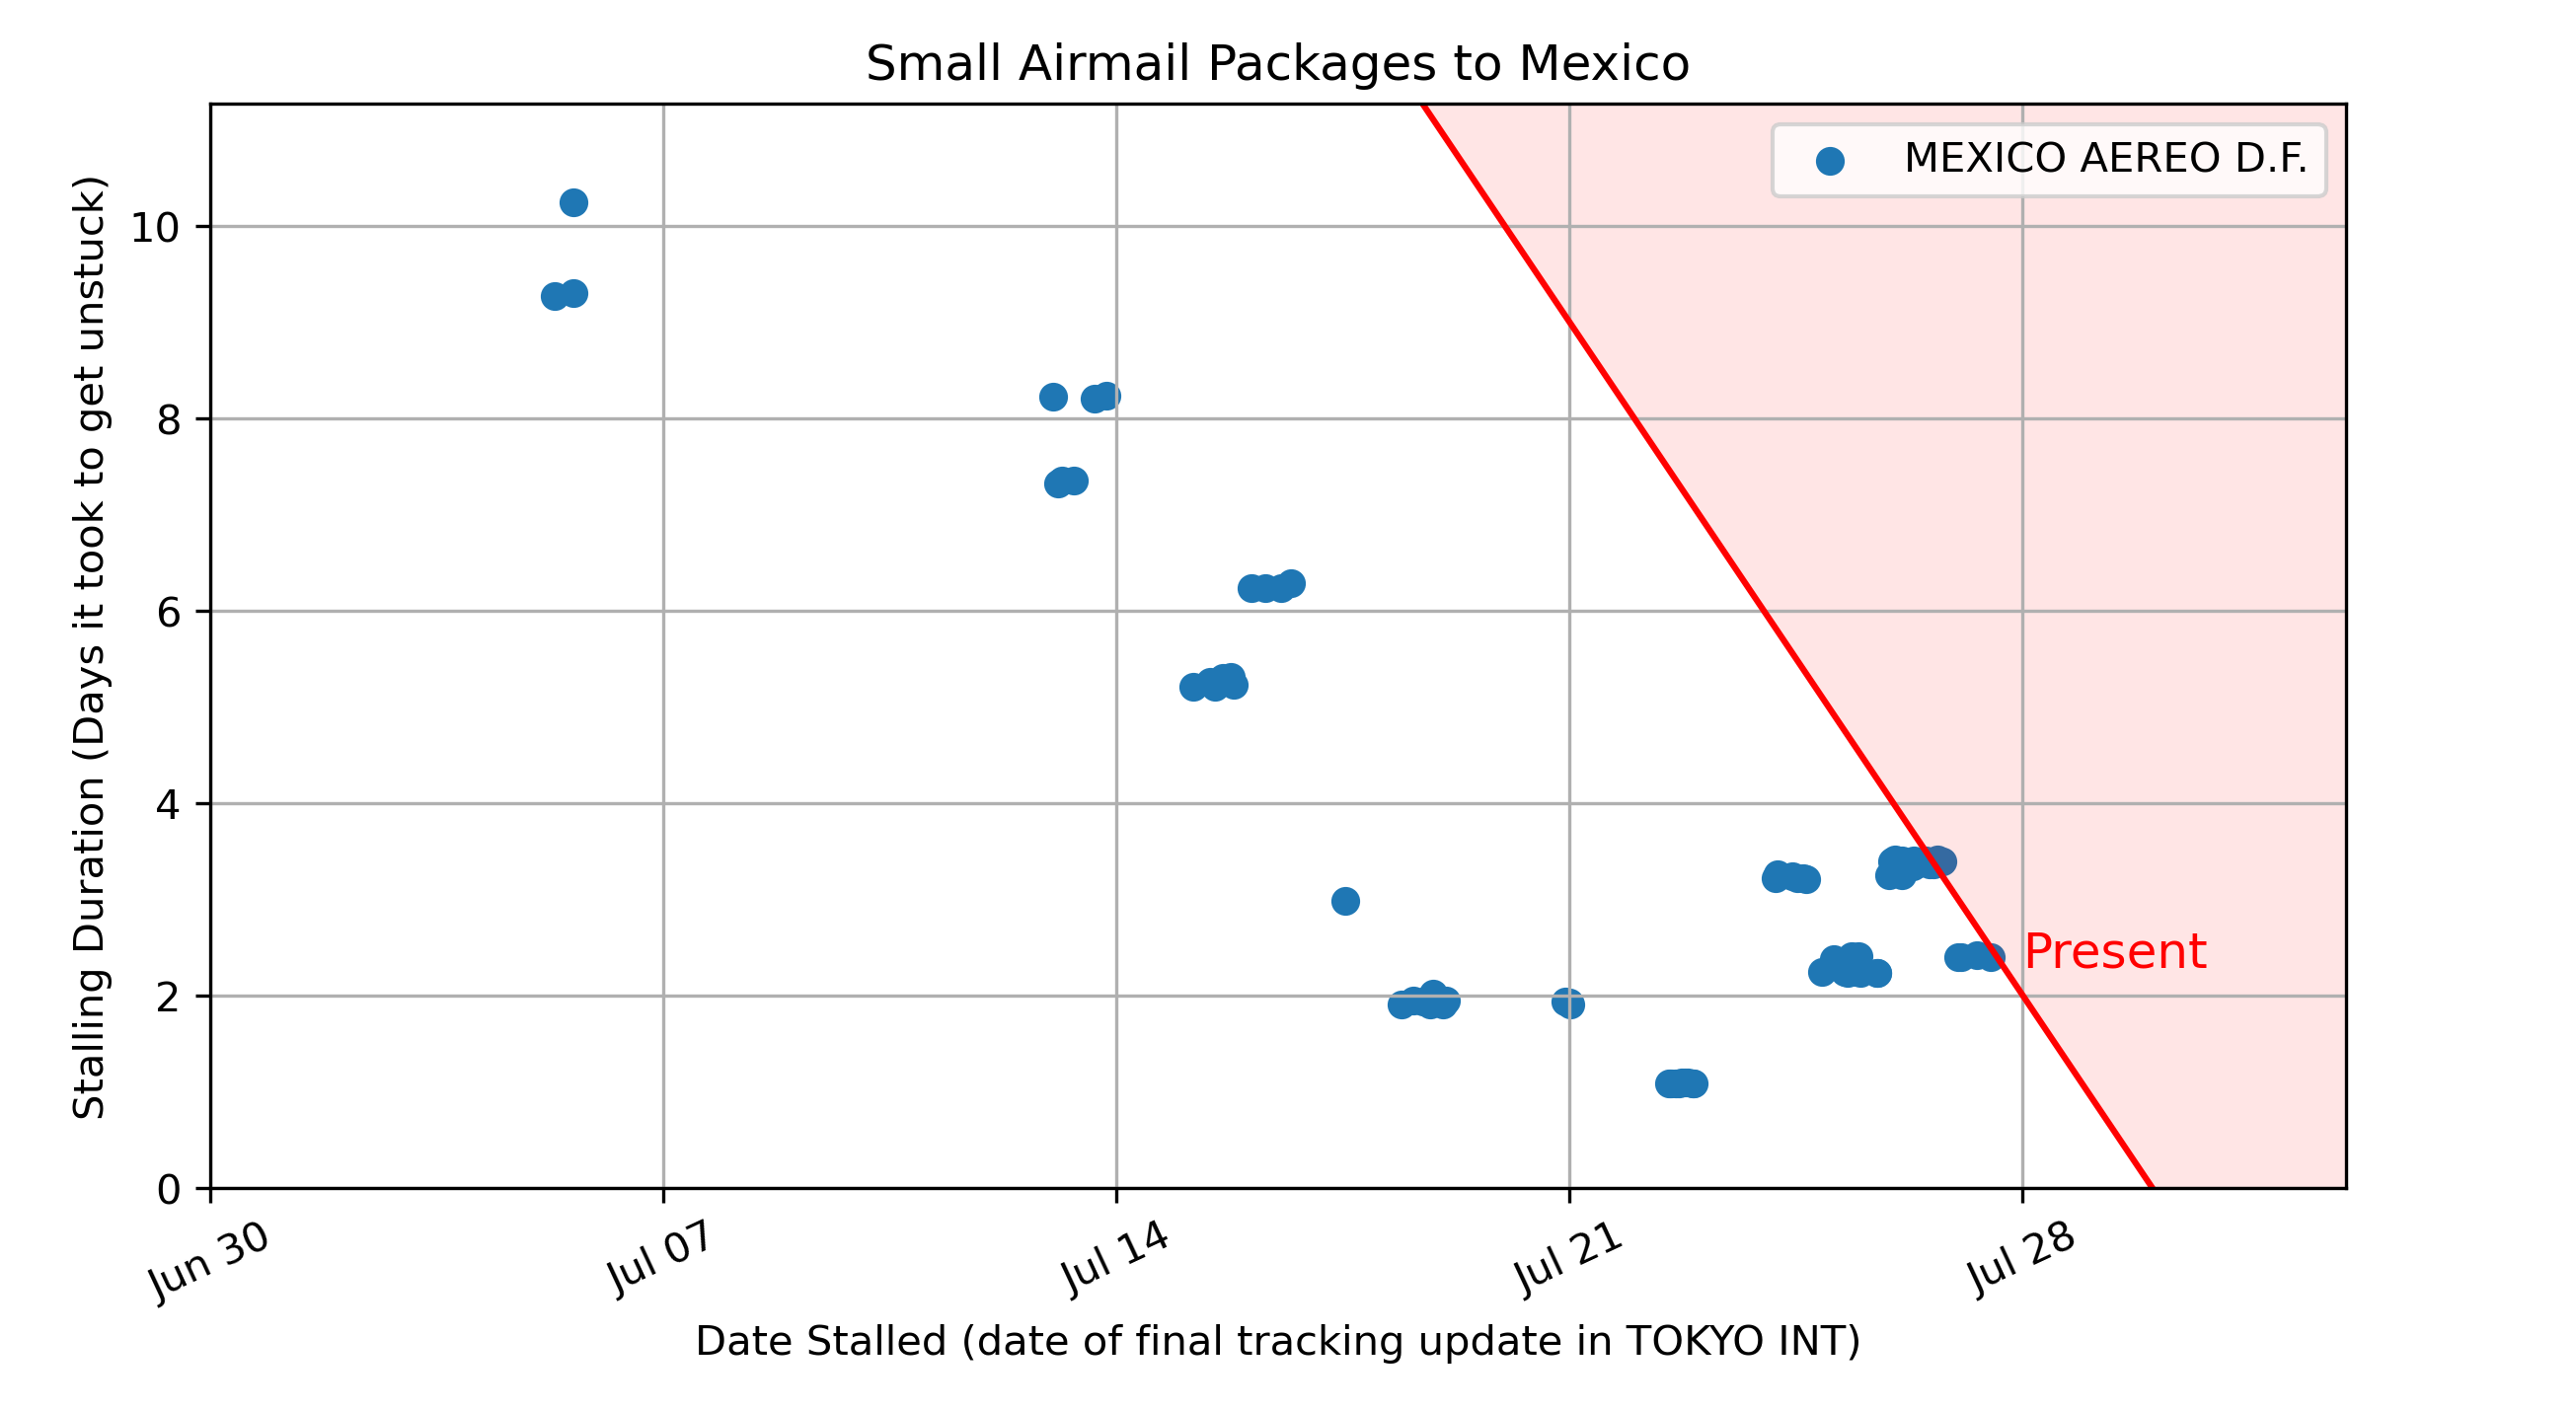 Small Airmail Packages to Mexico
MEXICO AEREO D.F.
Stalling Duration (Days it took to get unstuck)
10
8
6
4
2
0
Present
Jun 30
Jul 07
Jul 14
Jul 21
Jul 28
Date Stalled (date of final tracking update in TOKYO INT)